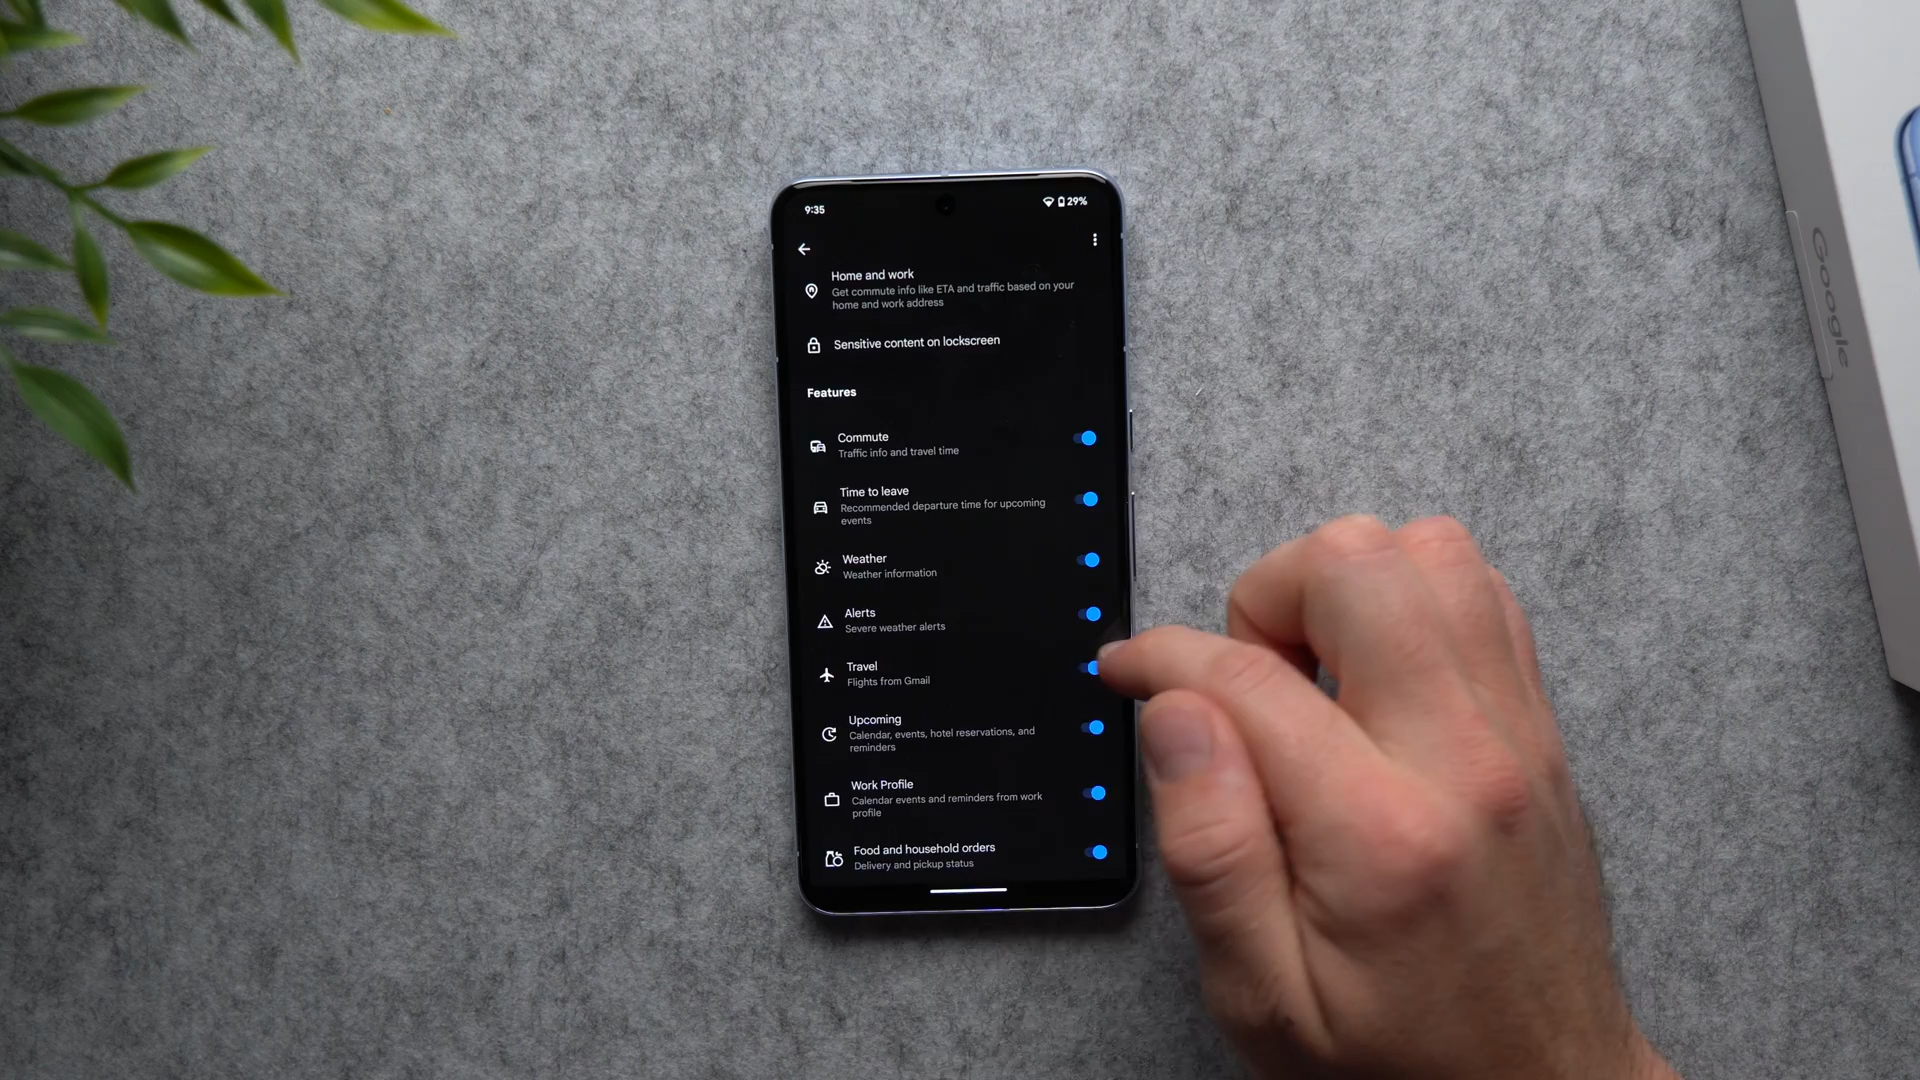 9:35
29%
Home and work
Get commute info like ETA and traffic based on your
home and work address
Sensitive content on lockscreen
Features
Commute
Traffic info and travel time
Time to leave
Recommended departure time for upcoming
events
Weather
Weather information
Alerts
Severe weather alerts
Travel
Flights from Gmail
Upcoming
Calendar, events, hotel reservations, and
reminders
Work Profile
Calendar events and reminders from work
profile
Food and household orders
Delivery and pickup status
Google